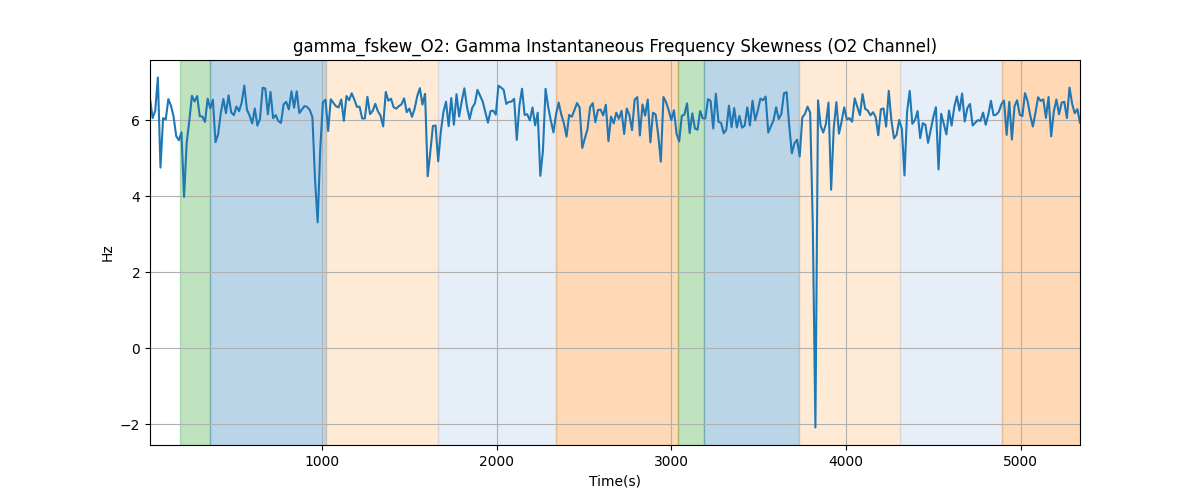 gamma_fskew_O2: Gamma Instantaneous Frequency Skewness (O2 Channel)
Hz
6
4
2
0
−2
1000 2000 3000 4000 5000
Time(s)